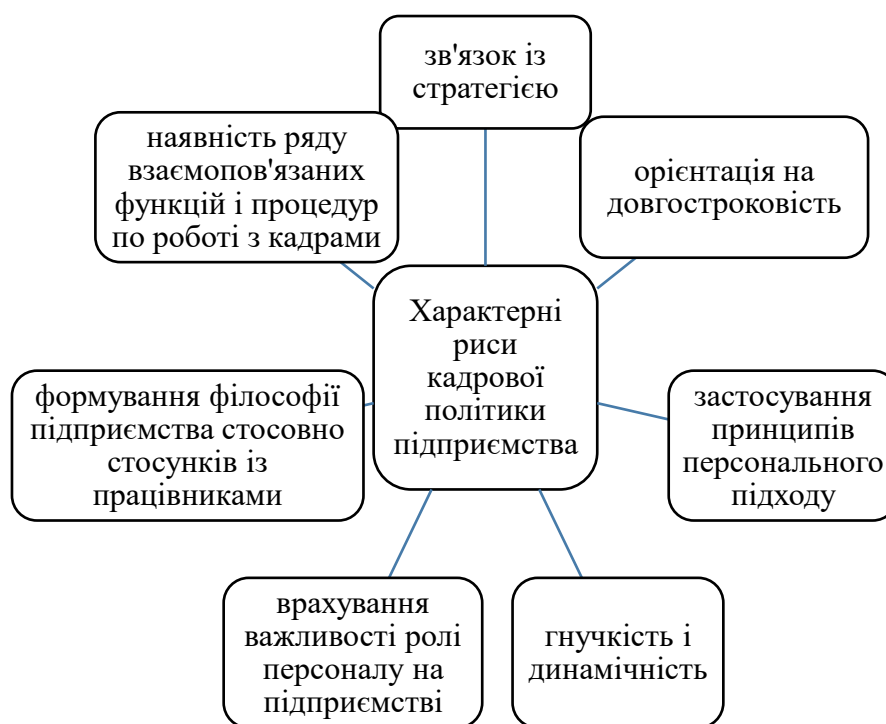 зв'язок із
стратегією
наявність ряду
взаємопов'язаних
функцій і процедур
по роботі з кадрами
орієнтація на
довгостроковість
Характерні
риси
кадрової
політики
підприємства
формування філософії
підприємства стосовно
стосунків із
працівниками
застосування
принципів
персонального
підходу
врахування
важливості ролі
персоналу на
підприємстві
гнучкість і
динамічність